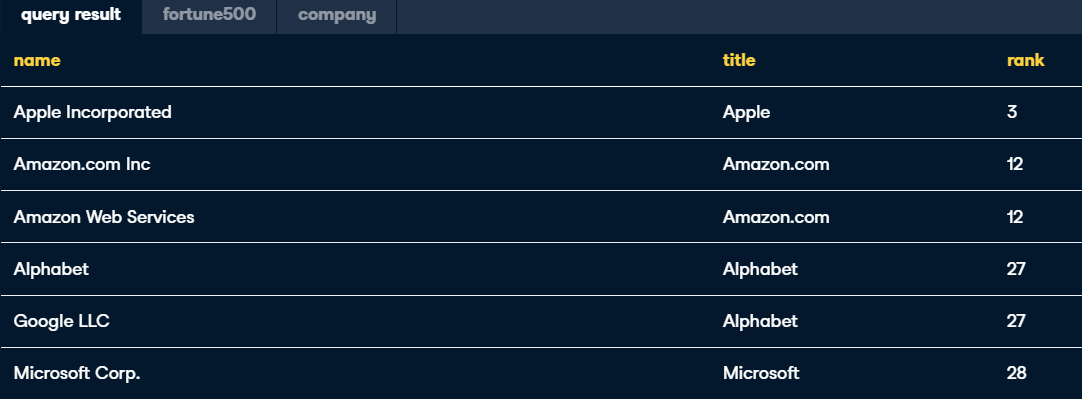 query result fortune500 company
name title rank
Apple Incorporated Apple 3
Amazon.com Inc Amazon.com 12
Amazon Web Services Amazon.com 12
Alphabet Alphabet 27
Google LLC Alphabet 27
Microsoft Corp. Microsoft 28